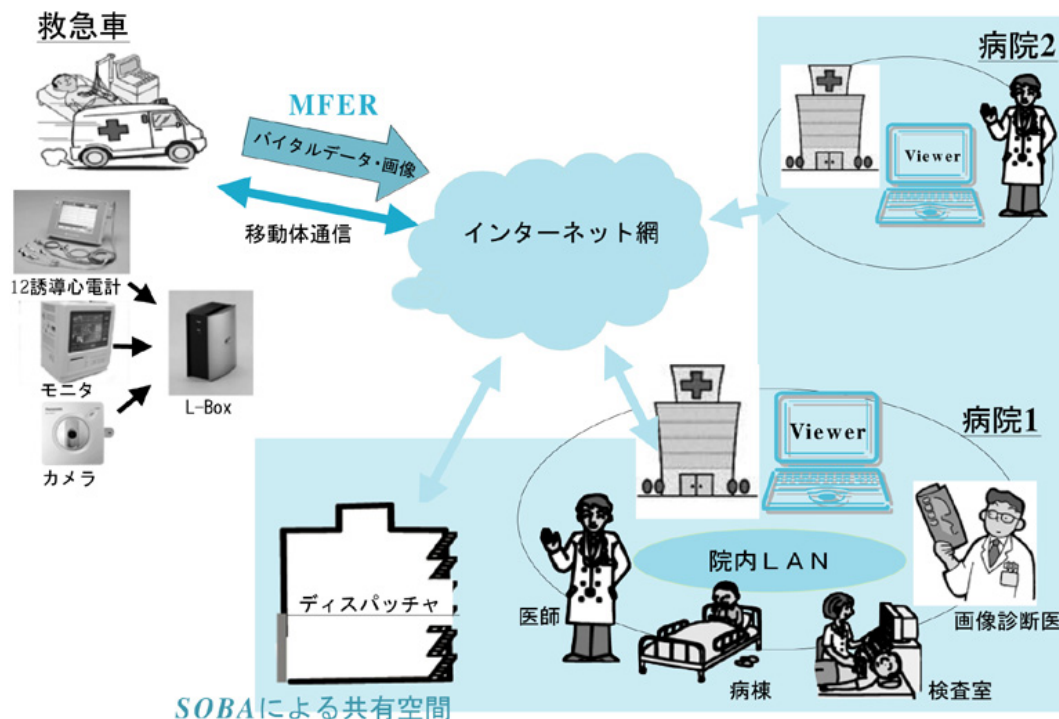 救急車
MFER
バイタルデータ・画像
移動体通信
12誘導心電計
モニタ
カメラ
L-Box
インターネット網
病院2
Viewer
病院1
Viewer
院内LAN
医師
病棟
検査室
画像診断医
ディスパッチャ
SOBAによる共有空間